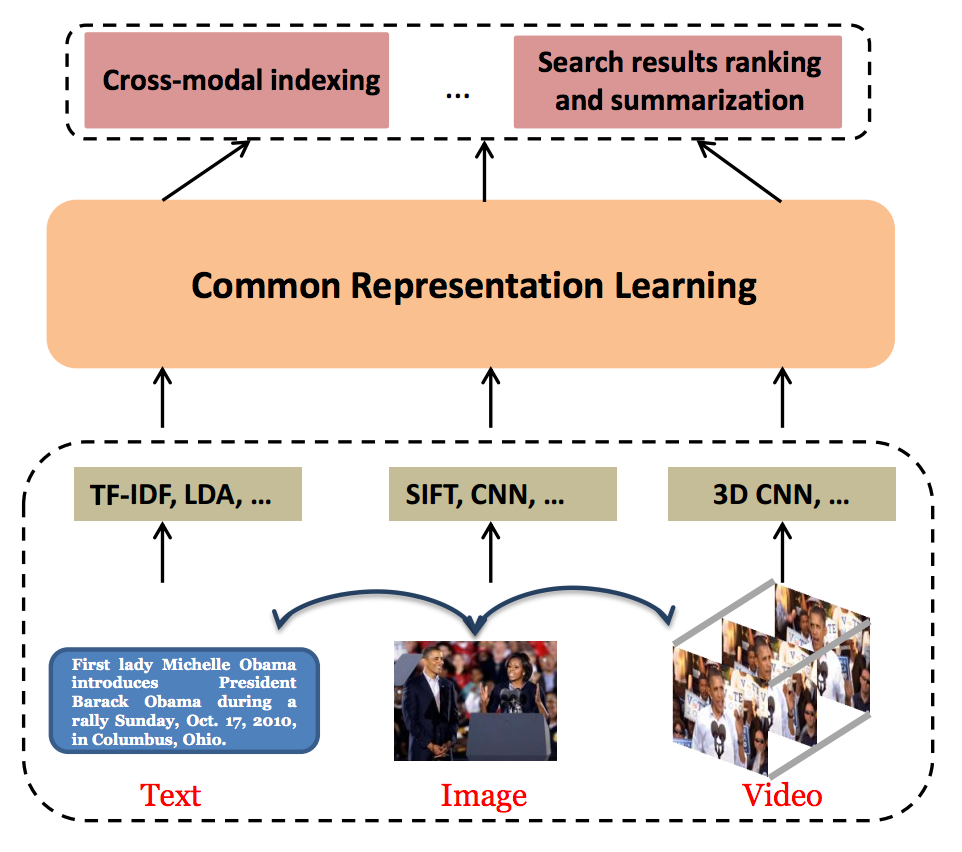 Cross-modal indexing
...
Search results ranking
and summarization
Common Representation Learning
TF-IDF, LDA, ...
SIFT, CNN, ...
3D CNN, ...
First lady Michelle Obama
introduces President
Barack Obama during a
rally Sunday, Oct. 17, 2010,
in Columbus, Ohio.
Text
Image
Video